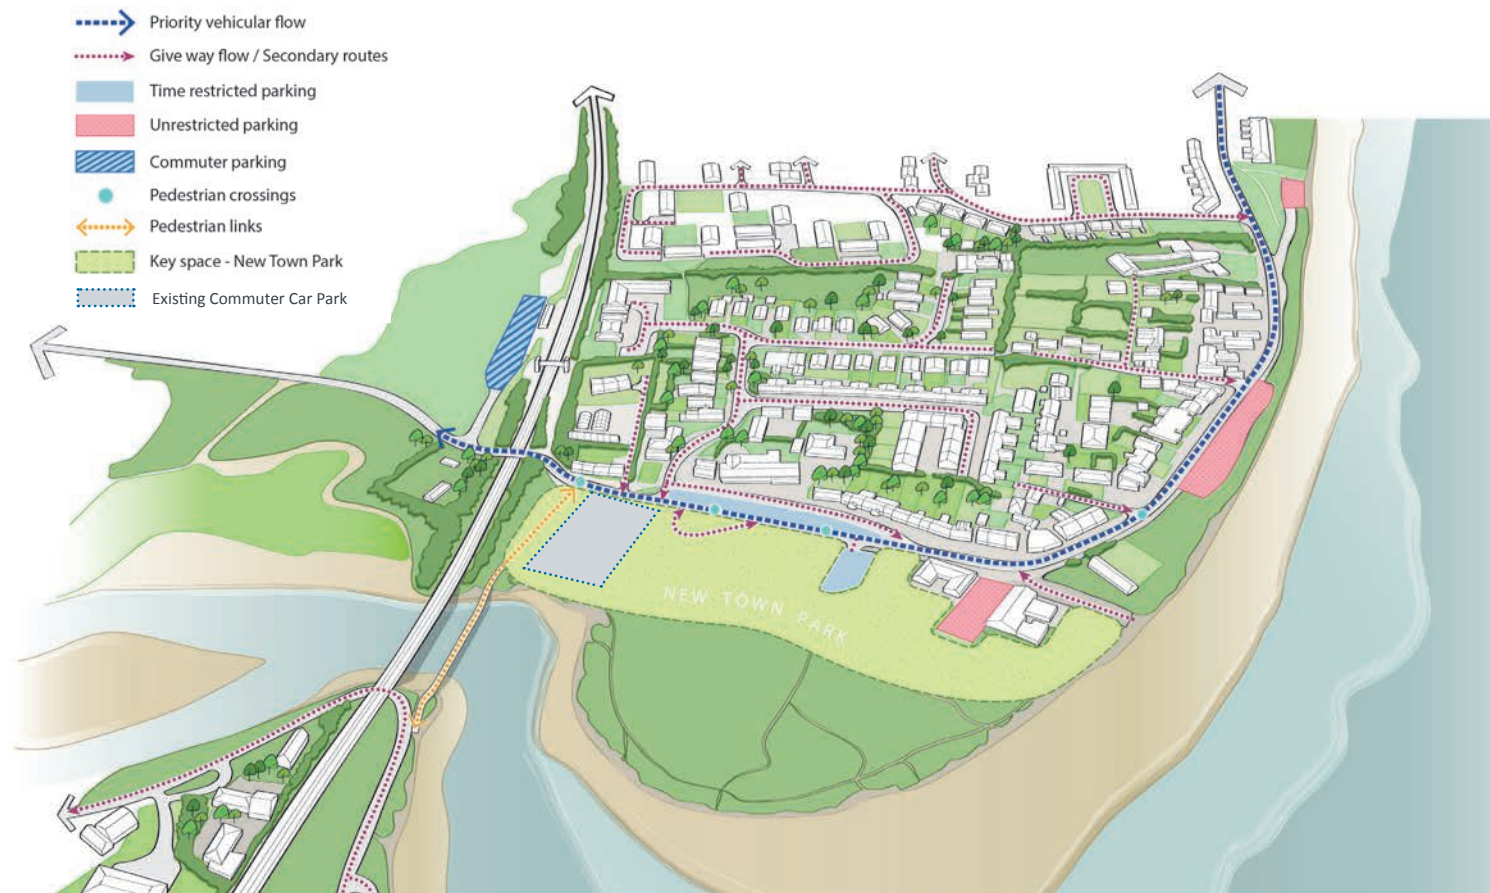 Priority vehicular flow
Give way flow / Secondary routes
Time restricted parking
Unrestricted parking
Commuter parking
Pedestrian crossings
Pedestrian links
Key space - New Town Park
Existing Commuter Car Park
NEW TOWN PARK